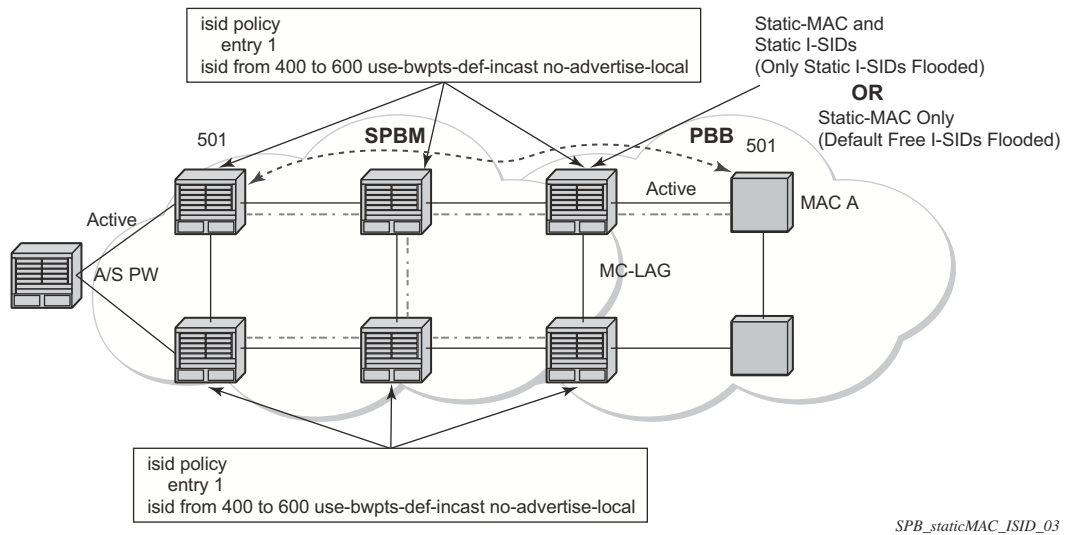 isid policy
entry 1
isid from 400 to 600 use-bwpts-def-incast no-advertise-local
Static-MAC and
Static I-SIDs
(Only Static I-SIDs Flooded)
OR
Static-MAC Only
(Default Free I-SIDs Flooded)
501
SPBM
PBB
501
Active
Active
MAC A
A/S PW
MC-LAG
isid policy
entry 1
isid from 400 to 600 use-bwpts-def-incast no-advertise-local
SPB_staticMAC_ISID_03